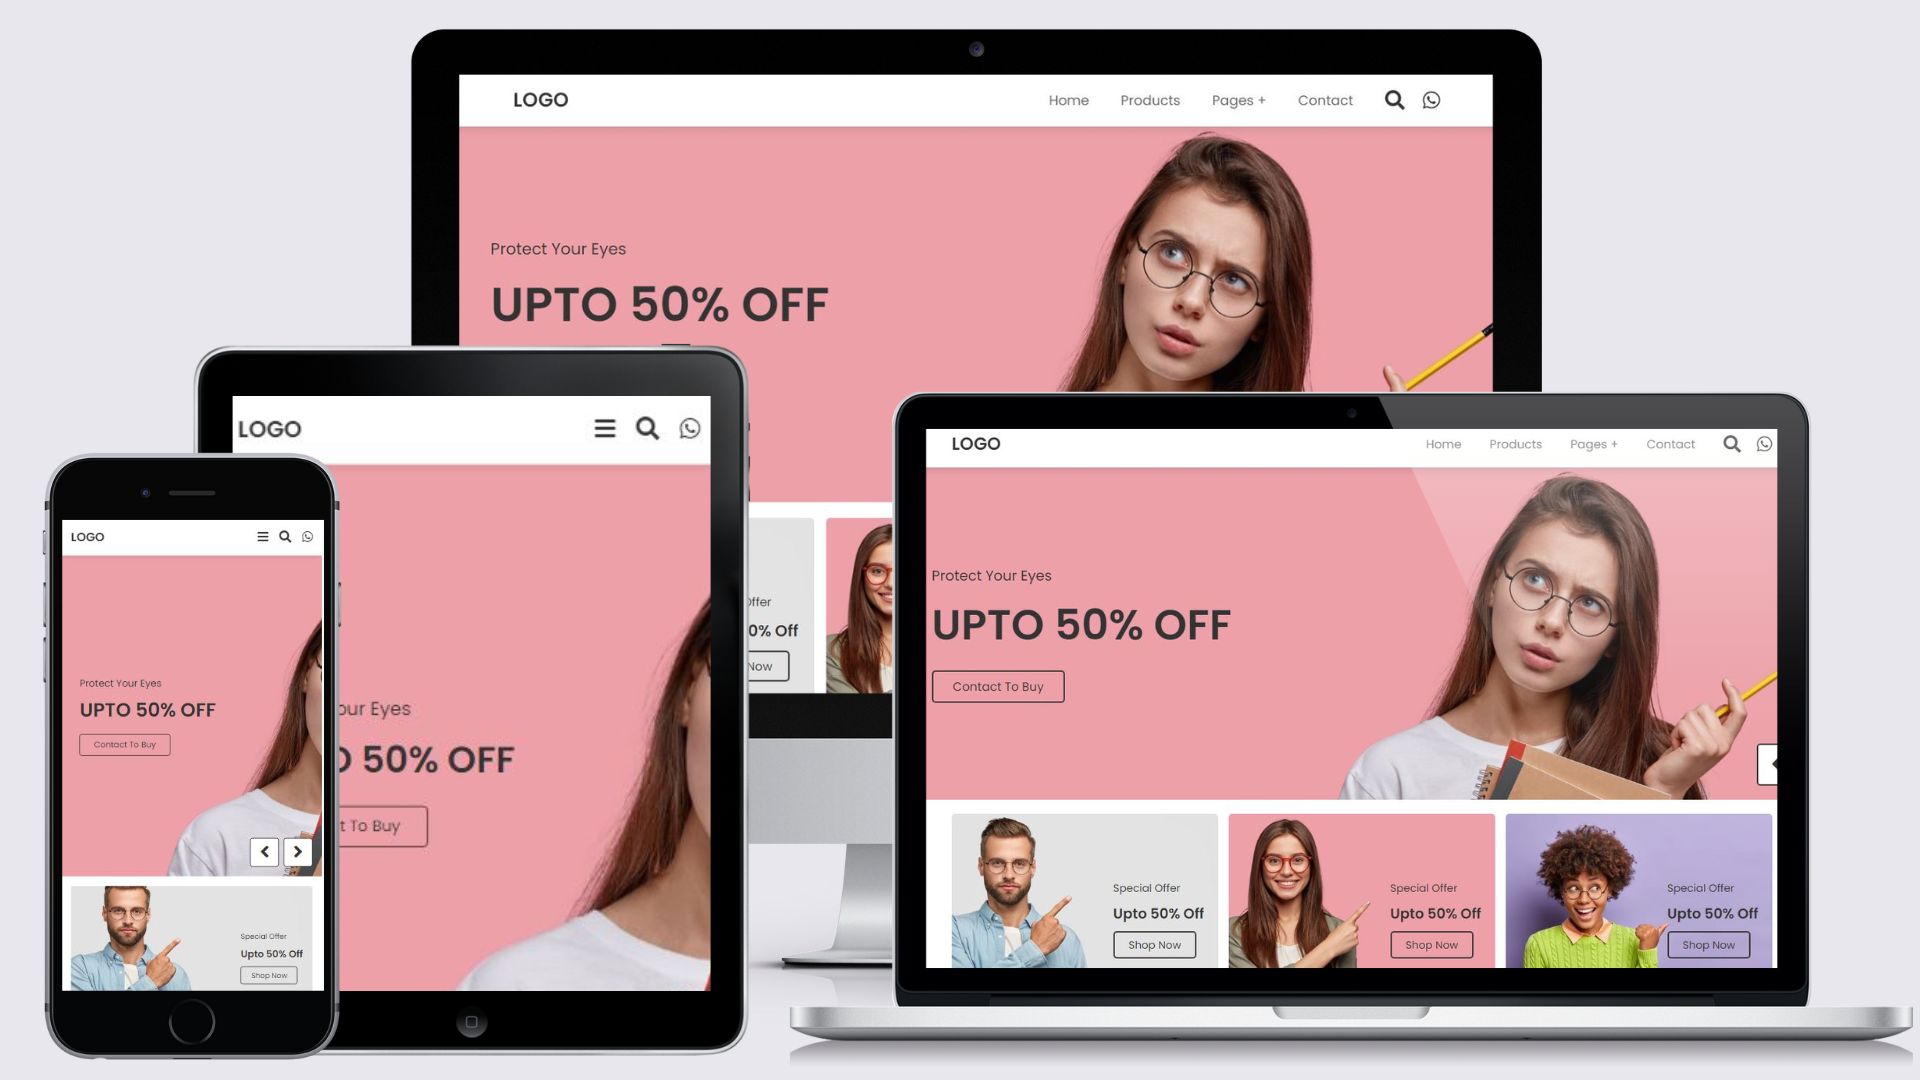 LOGO
Home Products Pages + Contact
Protect Your Eyes
UPTO 50% OFF
Offer
0% Off
Now
LOGO
our Eyes
50% OFF
t To Buy
LOGO
Protect Your Eyes
UPTO 50% OFF
Contact To Buy
Special Offer
Upto 50% Off
Shop Now
LOGO
Home Products Pages + Contact
Protect Your Eyes
UPTO 50% OFF
Contact To Buy
Special Offer
Upto 50% Off
Shop Now
Special Offer
Upto 50% Off
Shop Now
Special Offer
Upto 50% Off
Shop Now